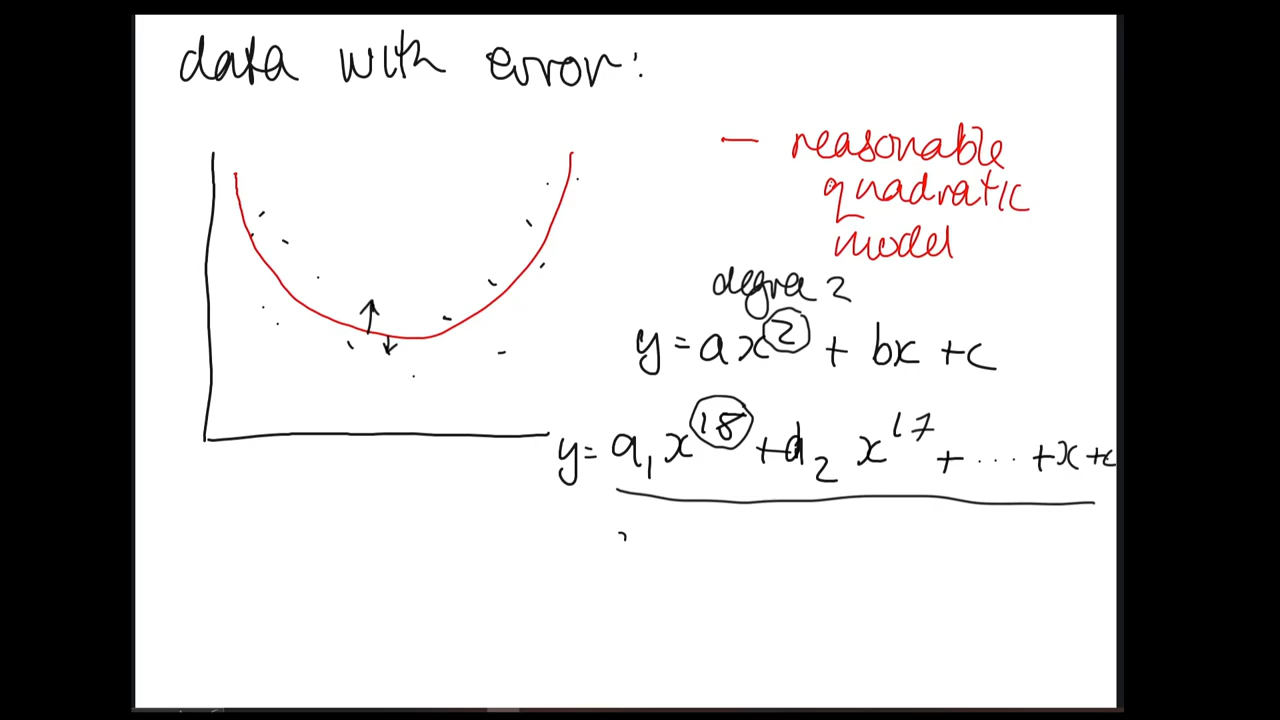 data with error:
— reasonable
quadratic
model
degree 2
y = ax² + bx + c
y = a₁x¹⁸ + a₂ x¹⁷ + ... + x + c